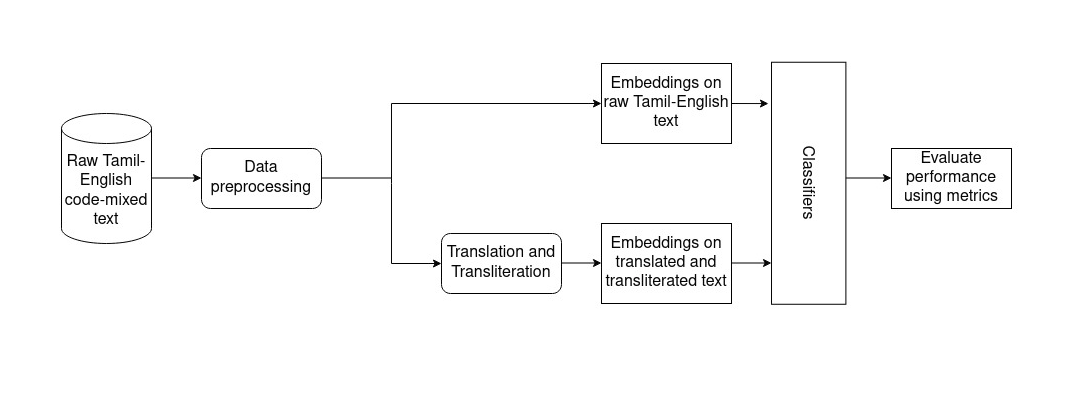 Raw Tamil-
English
code-mixed
text
Data
preprocessing
Embeddings on
raw Tamil-English
text
Translation and
Transliteration
Embeddings on
translated and
transliterated text
Classifiers
Evaluate
performance
using metrics